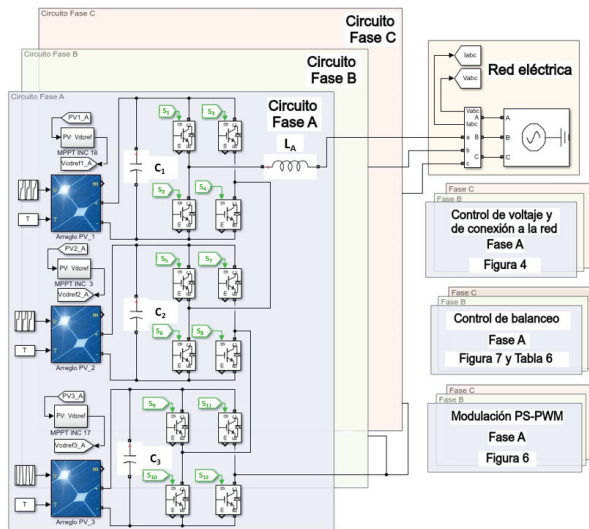 Circuito Fase C
Circuito
Fase C
Circuito Fase B
Circuito
Fase B
Circuito Fase A
Circuito
Fase A
PV1_A
PV Vdcref
MPPT INC 18
Vcdref1_A
T
m
+
-
Arreglo PV_1
C1
S1
S3
S2
S4
LA
PV2_A
PV Vdcref
MPPT INC 3
Vcdref2_A
T
m
+
-
Arreglo PV_2
C2
S5
S7
S6
S8
PV3_A
PV Vdcref
MPPT INC 17
Vcdref3_A
T
m
+
-
Arreglo PV_3
C3
S9
S11
S10
S12
Iabc
Vabc
Red eléctrica
Vabc
Iabc
A
a
B
b
C
c
A
B
C
Fase C
Fase B
Control de voltaje y
de conexión a la red
Fase A
Figura 4
Fase C
Fase B
Control de balanceo
Fase A
Figura 7 y Tabla 6
Fase C
Fase B
Modulación PS-PWM
Fase A
Figura 6